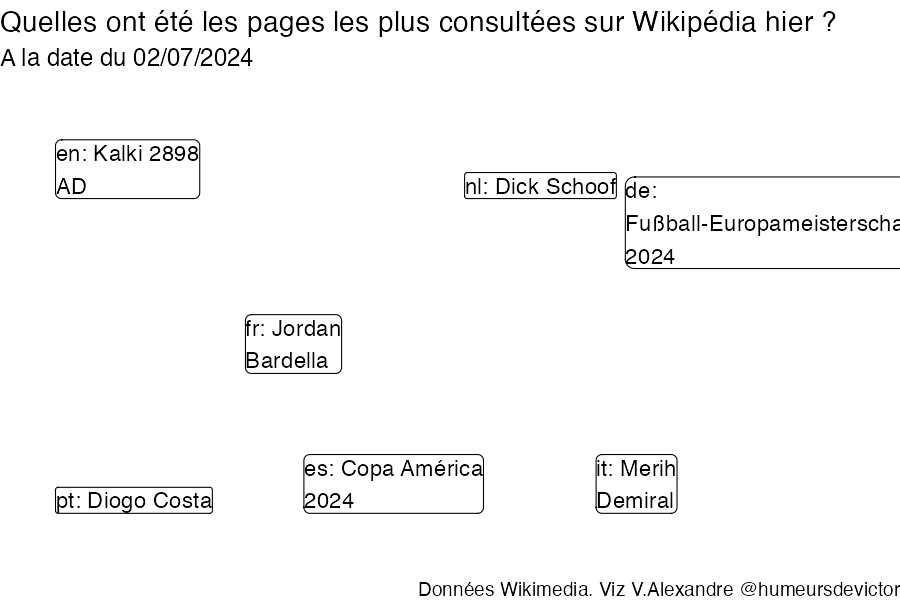 Quelles ont été les pages les plus consultées sur Wikipédia hier ?
A la date du 02/07/2024
en: Kalki 2898
AD
nl: Dick Schoof
de:
Fußball-Europameisterscha
2024
fr: Jordan
Bardella
es: Copa América
2024
it: Merih
Demiral
pt: Diogo Costa
Données Wikimedia. Viz V.Alexandre @humeursdevictor